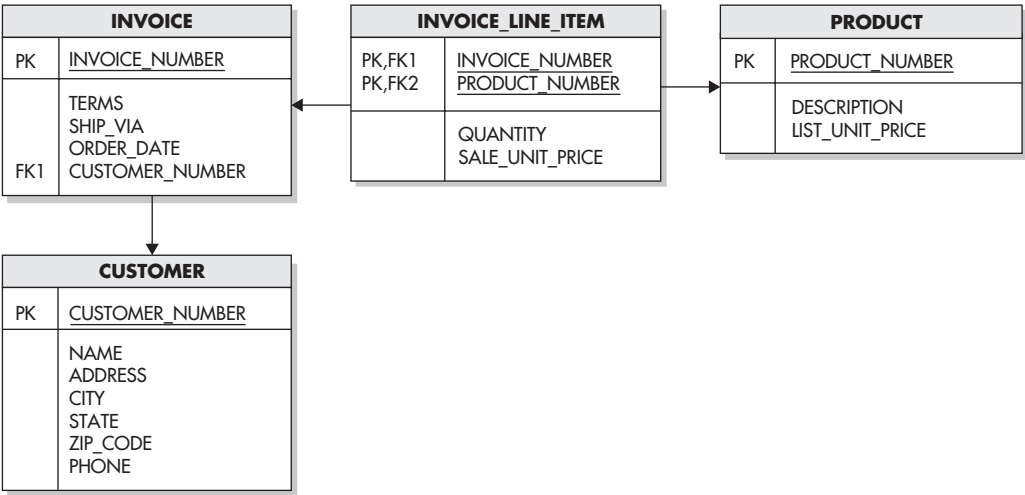 INVOICE
PK INVOICE_NUMBER
TERMS
SHIP_VIA
ORDER_DATE
FK1 CUSTOMER_NUMBER
INVOICE_LINE_ITEM
PK,FK1 INVOICE_NUMBER
PK,FK2 PRODUCT_NUMBER
QUANTITY
SALE_UNIT_PRICE
PRODUCT
PK PRODUCT_NUMBER
DESCRIPTION
LIST_UNIT_PRICE
CUSTOMER
PK CUSTOMER_NUMBER
NAME
ADDRESS
CITY
STATE
ZIP_CODE
PHONE